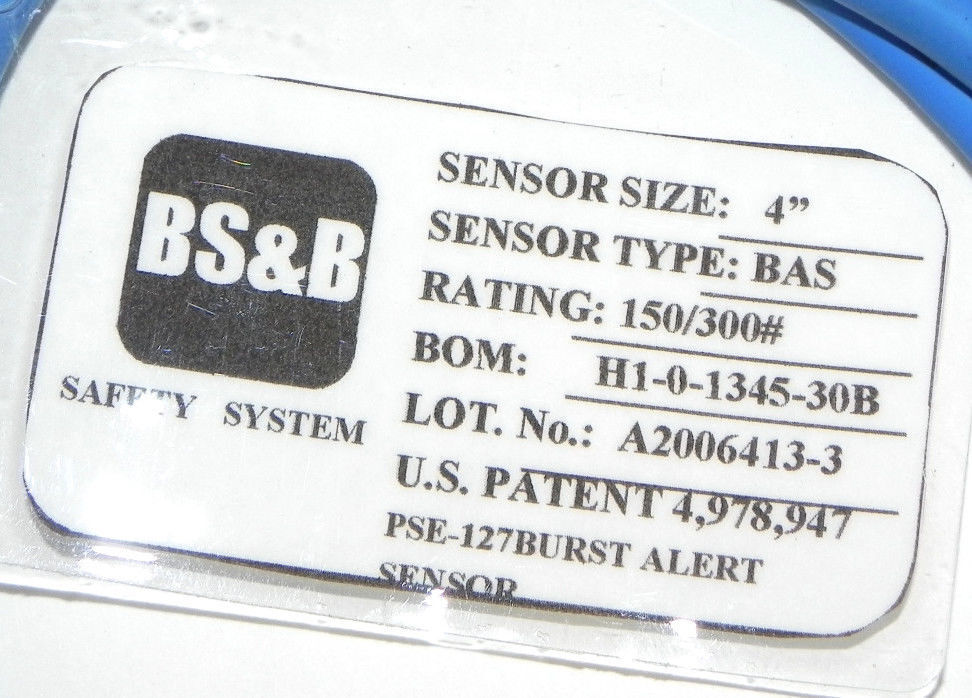 BS&B
SAFETY SYSTEM
SENSOR SIZE: 4”
SENSOR TYPE: BAS
RATING: 150/300#
BOM: H1-0-1345-30B
LOT. No.: A2006413-3
U.S. PATENT 4,978,947
PSE-127BURST ALERT
SENSOR